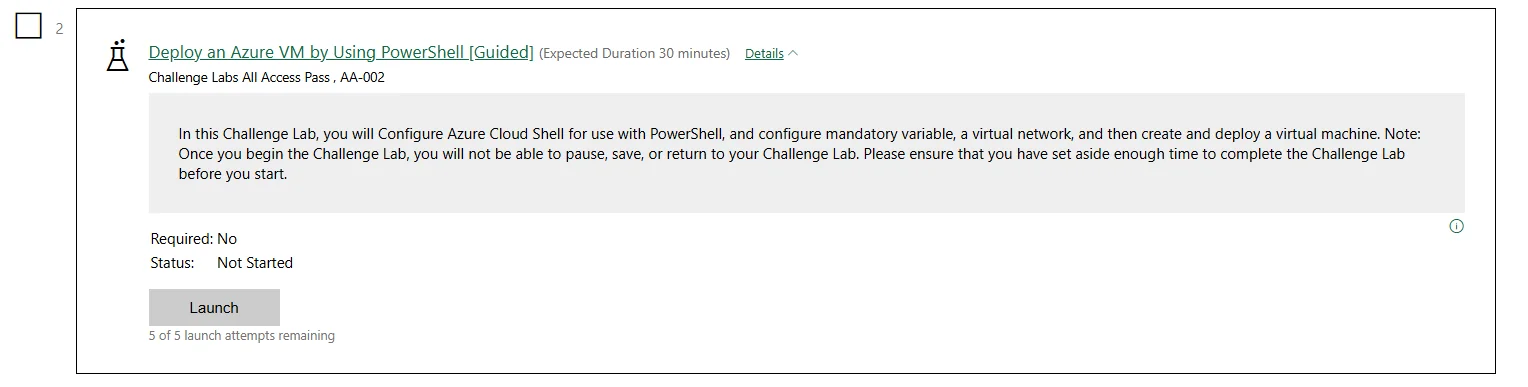 2
Deploy an Azure VM by Using PowerShell [Guided] (Expected Duration 30 minutes) Details
Challenge Labs All Access Pass , AA-002
In this Challenge Lab, you will Configure Azure Cloud Shell for use with PowerShell, and configure mandatory variable, a virtual network, and then create and deploy a virtual machine. Note:
Once you begin the Challenge Lab, you will not be able to pause, save, or return to your Challenge Lab. Please ensure that you have set aside enough time to complete the Challenge Lab
before you start.
Required: No
Status: Not Started
Launch
5 of 5 launch attempts remaining